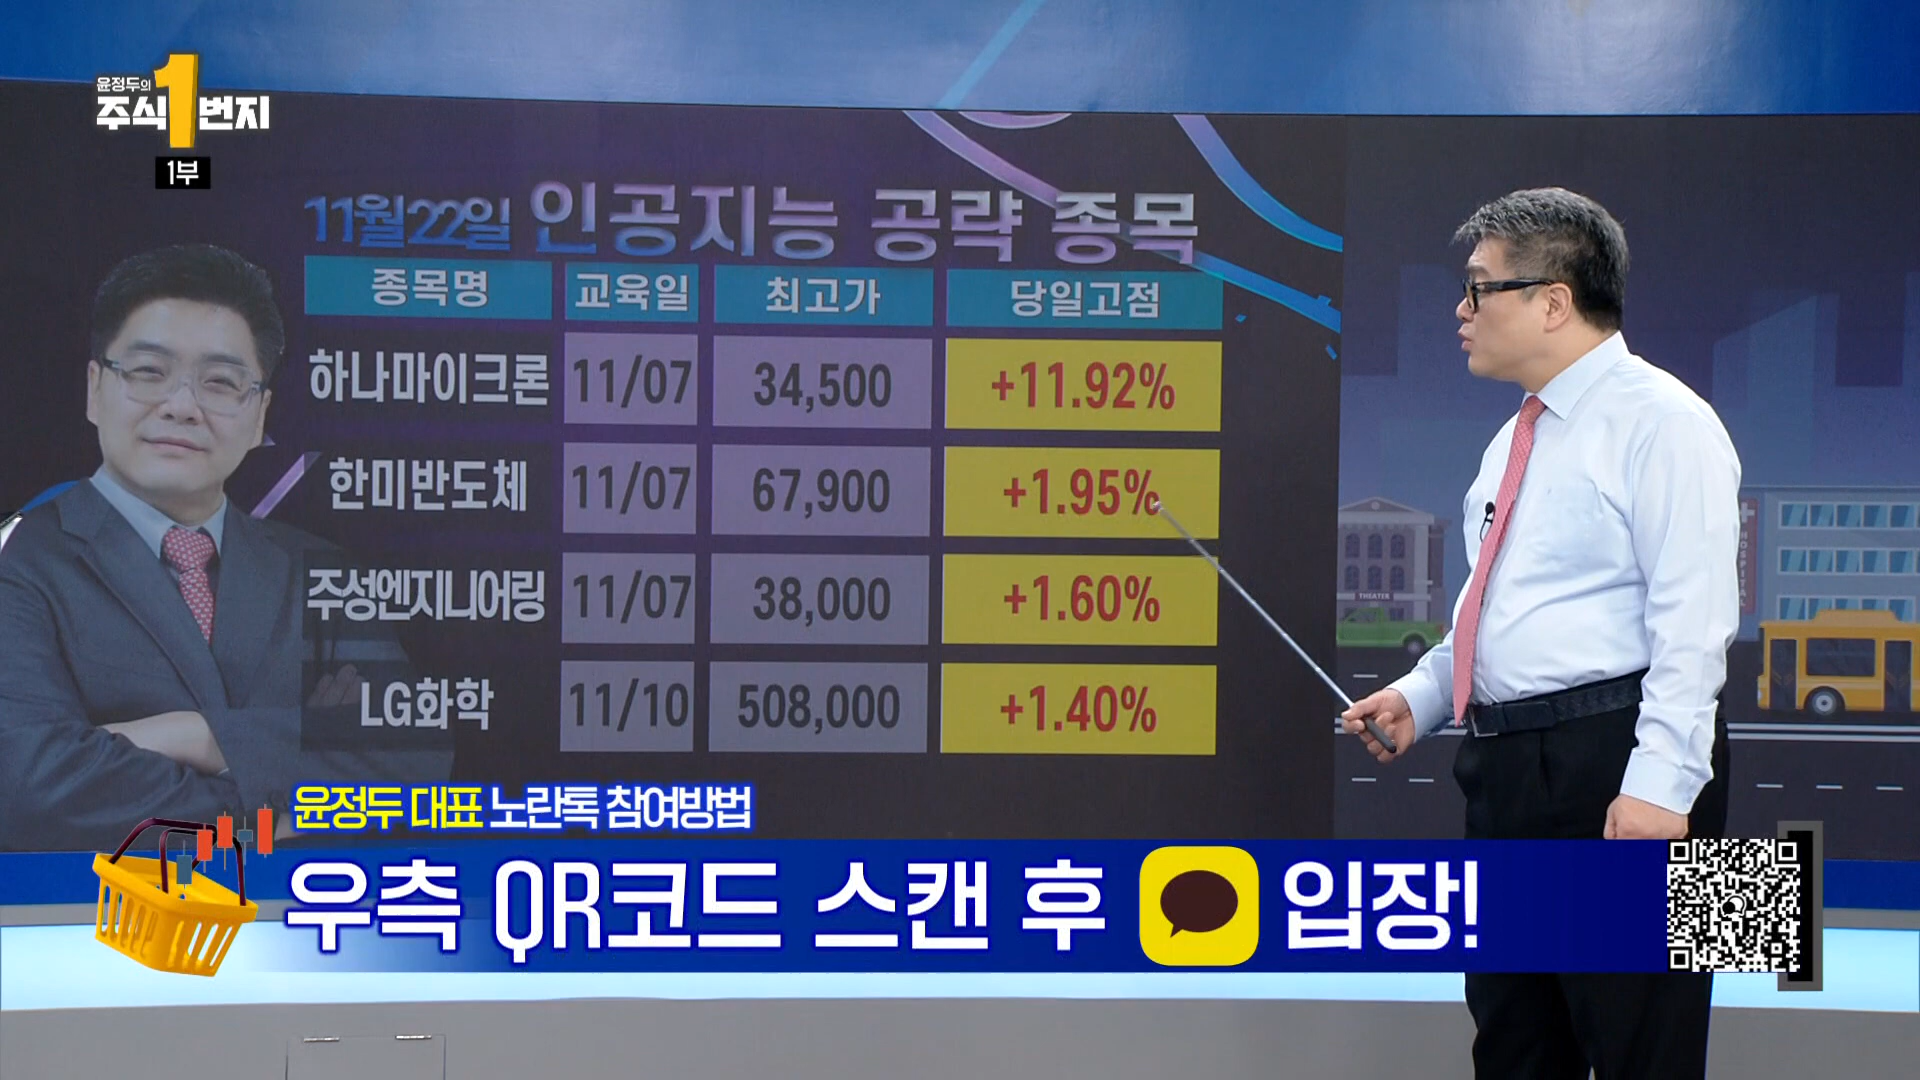 윤정두의
주식1번지
1부
11월22일 인공지능 공략 종목
종목명 교육일 최고가 당일고점
하나마이크론 11/07 34,500 +11.92%
한미반도체 11/07 67,900 +1.95%
주성엔지니어링 11/07 38,000 +1.60%
LG화학 11/10 508,000 +1.40%
THEATER
HOSPITAL
윤정두 대표 노란톡 참여방법
우측 QR코드 스캔 후 입장!